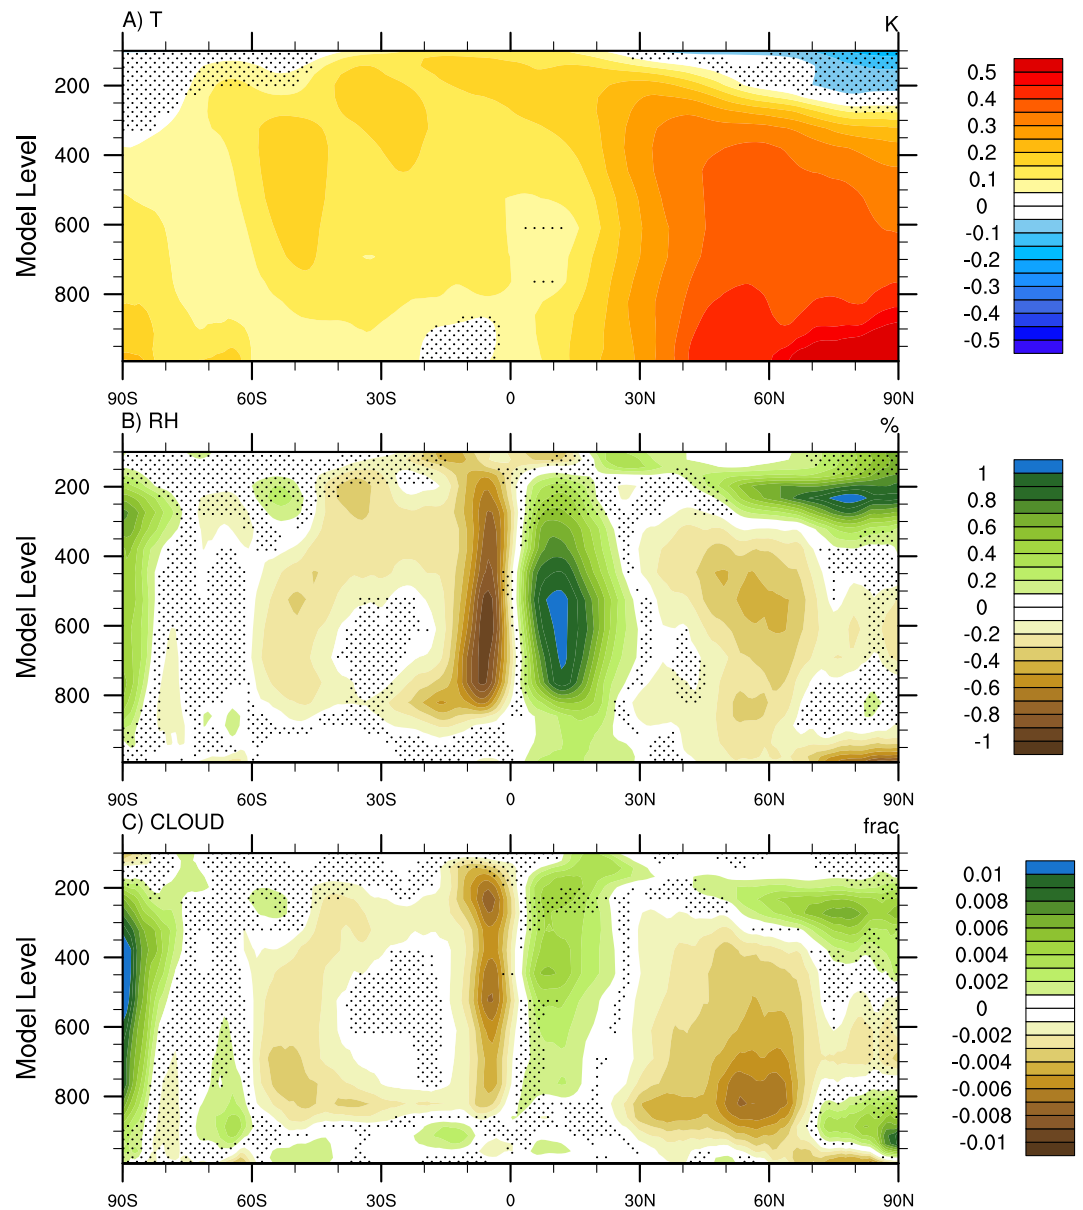 A) T
K
Model Level
200
400
600
800
90S
60S
30S
0
30N
60N
90N
0.5
0.4
0.3
0.2
0.1
0
-0.1
-0.2
-0.3
-0.4
-0.5
B) RH
%
Model Level
200
400
600
800
90S
60S
30S
0
30N
60N
90N
1
0.8
0.6
0.4
0.2
0
-0.2
-0.4
-0.6
-0.8
-1
C) CLOUD
frac
Model Level
200
400
600
800
90S
60S
30S
0
30N
60N
90N
0.01
0.008
0.006
0.004
0.002
0
-0.002
-0.004
-0.006
-0.008
-0.01